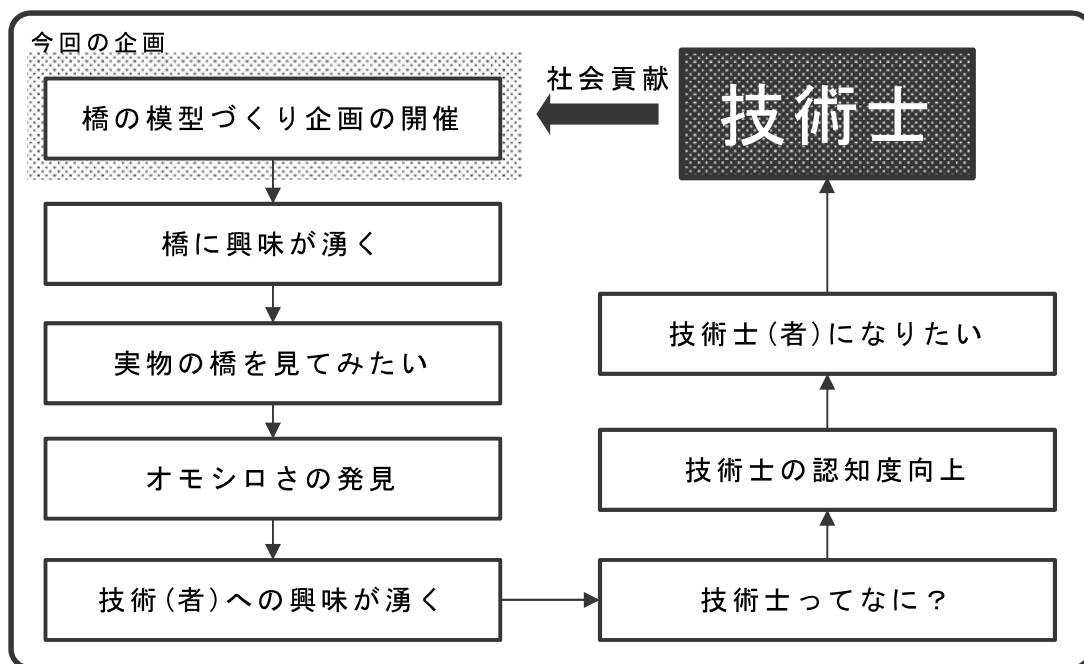 今回の企画
橋の模型づくり企画の開催
社会貢献
技術士
橋に興味が湧く
実物の橋を見てみたい
オモシロさの発見
技術(者)への興味が湧く
技術士ってなに?
技術士の認知度向上
技術士(者)になりたい